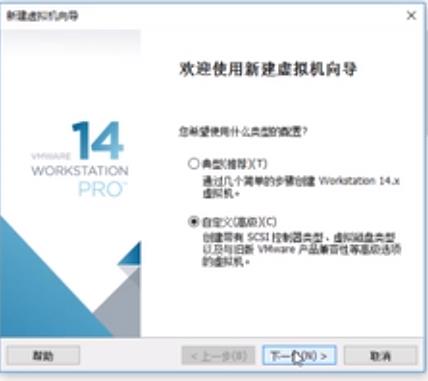 新建虚拟机向导
欢迎使用新建虚拟机向导
14
VMWARE
WORKSTATION
PRO™
您希望使用什么类型的配置?
典型(推荐)(T)
通过几个简单的步骤创建 Workstation 14.x
虚拟机。
自定义(高级)(C)
创建带有 SCSI 控制器类型、虚拟磁盘类型
以及与旧版 VMware 产品兼容性等高级选项
的虚拟机。
帮助
< 上一步(B)
下一步(N) >
取消